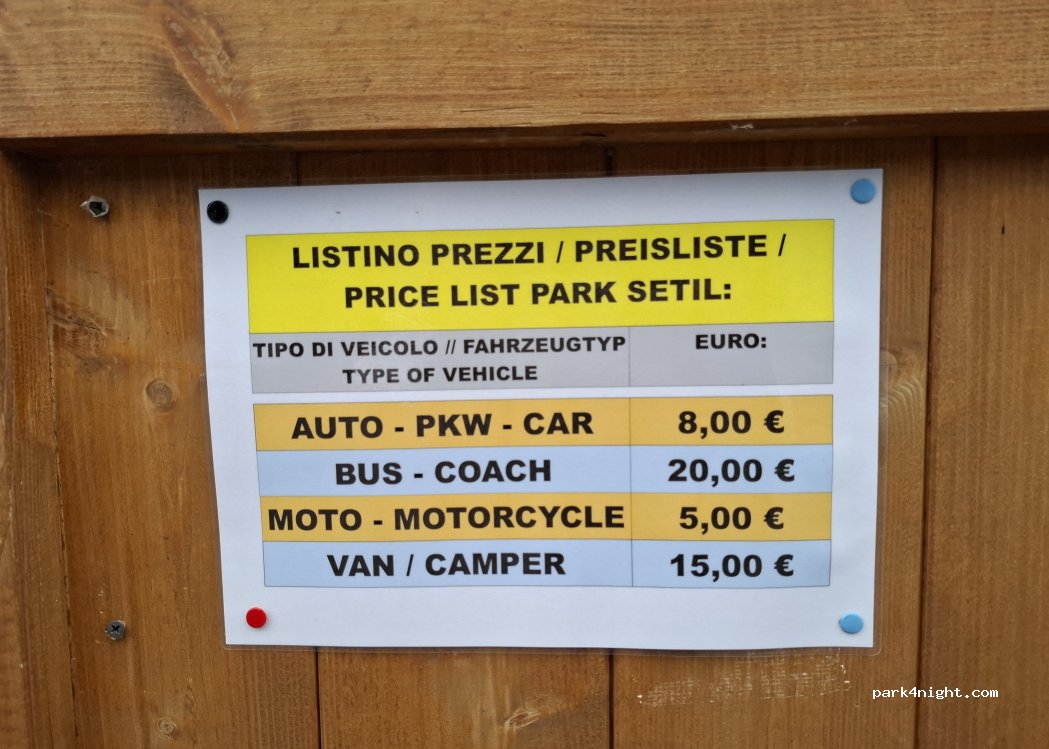 LISTINO PREZZI / PREISLISTE /
PRICE LIST PARK SETIL:
TIPO DI VEICOLO // FAHRZEUGTYP EURO:
TYPE OF VEHICLE
AUTO - PKW - CAR 8,00 €
BUS - COACH 20,00 €
MOTO - MOTORCYCLE 5,00 €
VAN / CAMPER 15,00 €
park4night.com